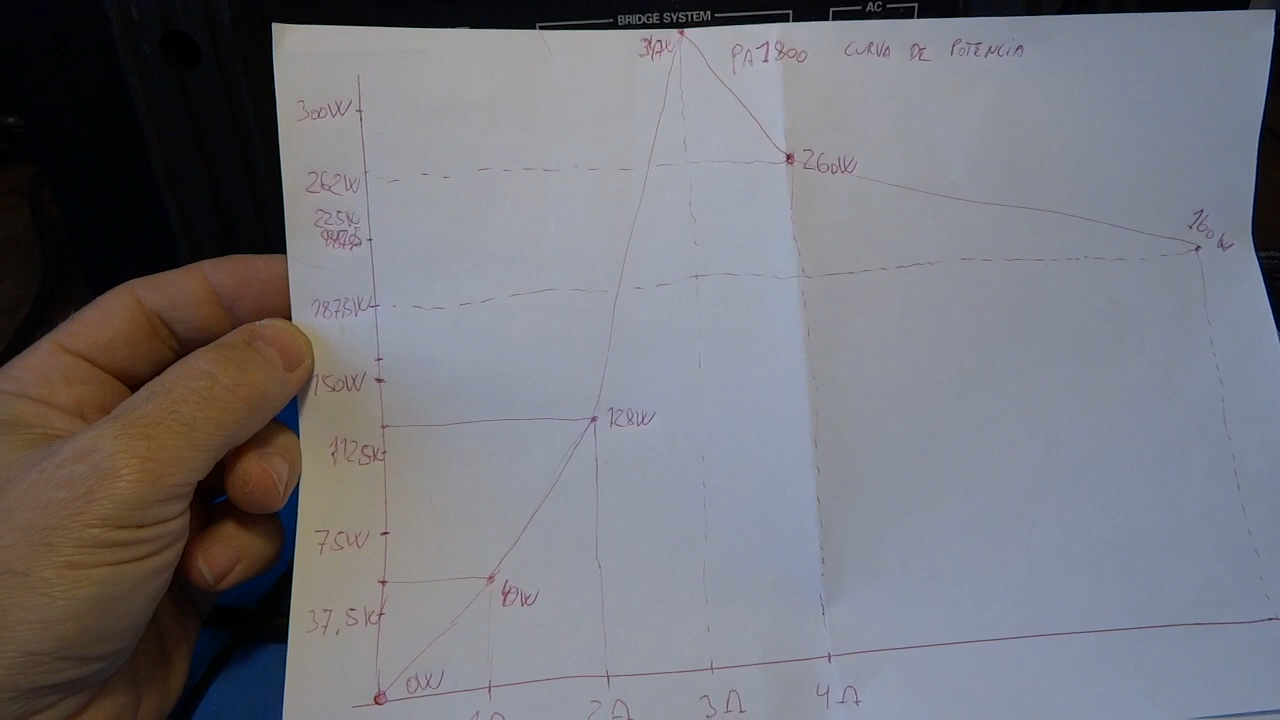 BRIDGE SYSTEM
AC
PA1800 CURVA DE POTENCIA
300W
262W
260W
160W
225W
187,5W
150W
128W
112,5W
75W
40W
37,5W
0W
1Ω
2Ω
3Ω
4Ω